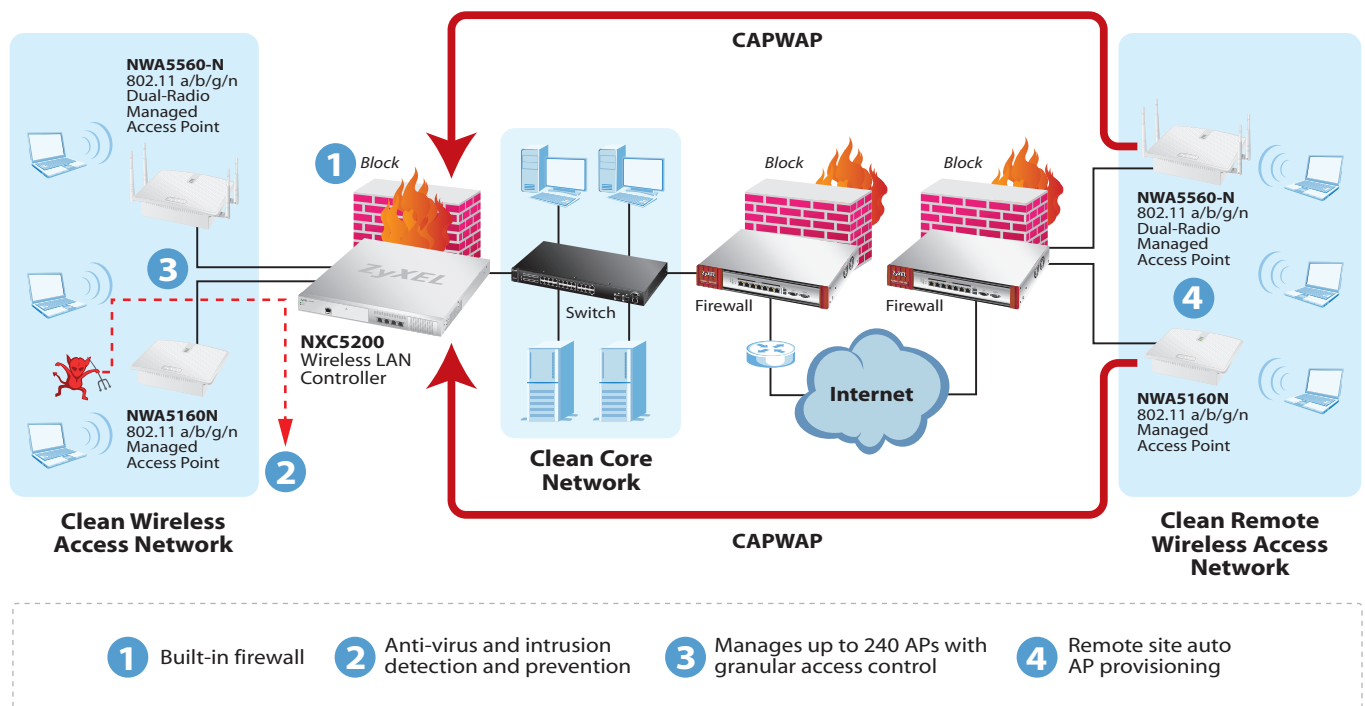 CAPWAP
NWA5560-N
802.11 a/b/g/n
Dual-Radio
Managed
Access Point
1
Block
Block
Block
NWA5560-N
802.11 a/b/g/n
Dual-Radio
Managed
Access Point
3
ZyXEL
4
Switch
Firewall
Firewall
NXC5200
Wireless LAN
Controller
Internet
NWA5160N
802.11 a/b/g/n
Managed
Access Point
2
NWA5160N
802.11 a/b/g/n
Managed
Access Point
Clean Core
Network
Clean Wireless
Access Network
CAPWAP
Clean Remote
Wireless Access
Network
1 Built-in firewall
2 Anti-virus and intrusion
detection and prevention
3 Manages up to 240 APs with
granular access control
4 Remote site auto
AP provisioning